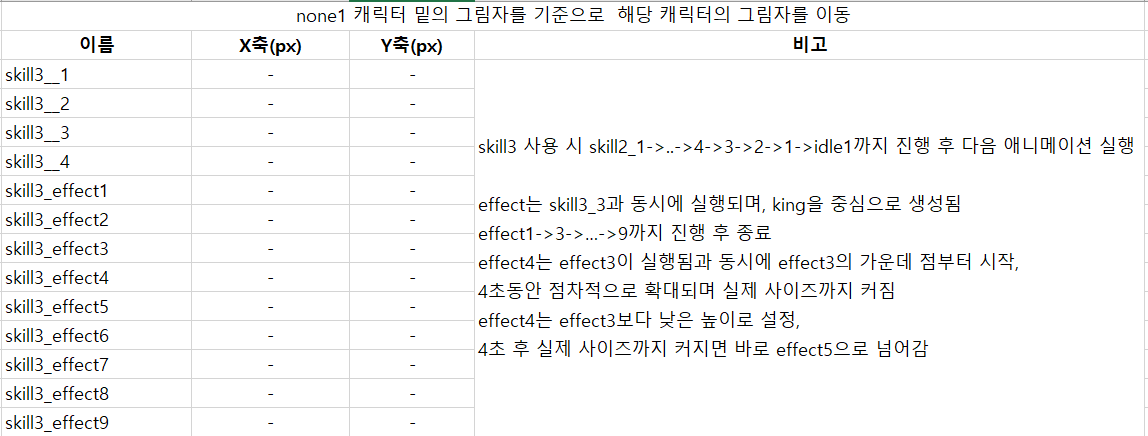 none1 캐릭터 밑의 그림자를 기준으로 해당 캐릭터의 그림자를 이동
이름 X축(px) Y축(px) 비고
skill3__1 - -
skill3__2 - -
skill3__3 - -
skill3__4 - -
skill3_effect1 - -
skill3_effect2 - -
skill3_effect3 - -
skill3_effect4 - -
skill3_effect5 - -
skill3_effect6 - -
skill3_effect7 - -
skill3_effect8 - -
skill3_effect9 - -
skill3 사용 시 skill2_1->..->4->3->2->1->idle1까지 진행 후 다음 애니메이션 실행
effect는 skill3_3과 동시에 실행되며, king을 중심으로 생성됨
effect1->3->...->9까지 진행 후 종료
effect4는 effect3이 실행됨과 동시에 effect3의 가운데 점부터 시작,
4초동안 점차적으로 확대되며 실제 사이즈까지 커짐
effect4는 effect3보다 낮은 높이로 설정,
4초 후 실제 사이즈까지 커지면 바로 effect5으로 넘어감